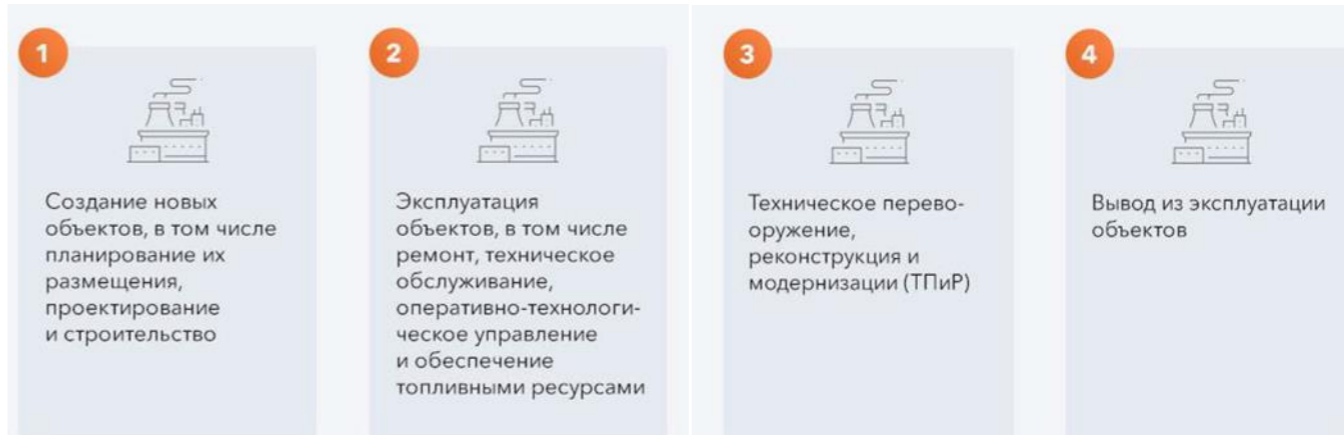 1
Создание новых
объектов, в том числе
планирование их
размещения,
проектирование
и строительство
2
Эксплуатация
объектов, в том числе
ремонт, техническое
обслуживание,
оперативно-технологи-
ческое управление
и обеспечение
топливными ресурсами
3
Техническое перево-
оружение,
реконструкция и
модернизации (ТПиР)
4
Вывод из эксплуатации
объектов